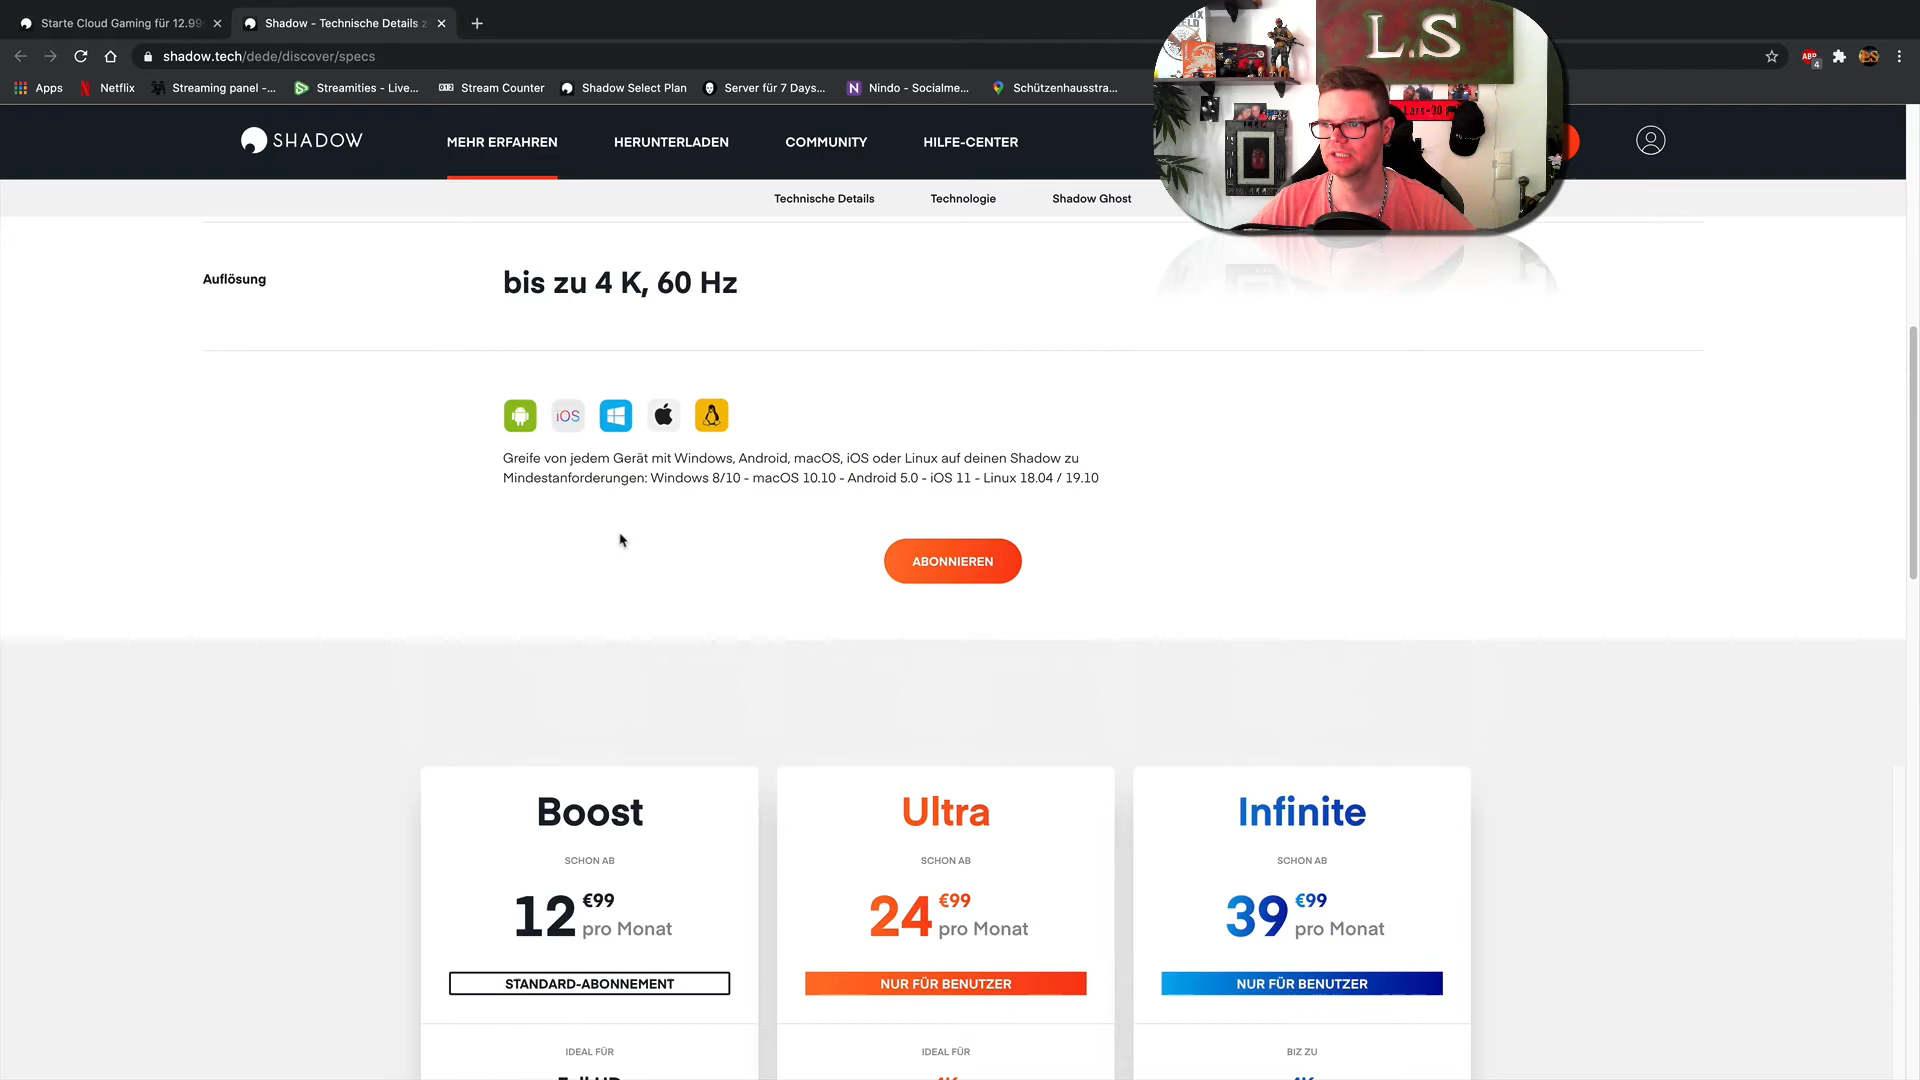 Starte Cloud Gaming für 12.99
Shadow - Technische Details z
shadow.tech/dede/discover/specs
ABP
4
Apps
Netflix
Streaming panel -...
Streamities - Live...
Stream Counter
Shadow Select Plan
Server für 7 Days...
Nindo - Socialme...
Schützenhausstra...
L.S
Lars-30
SHADOW
MEHR ERFAHREN
HERUNTERLADEN
COMMUNITY
HILFE-CENTER
Technische Details
Technologie
Shadow Ghost
Auflösung
bis zu 4 K, 60 Hz
iOS
Greife von jedem Gerät mit Windows, Android, macOS, iOS oder Linux auf deinen Shadow zu
Mindestanforderungen: Windows 8/10 - macOS 10.10 - Android 5.0 - iOS 11 - Linux 18.04 / 19.10
ABONNIEREN
Boost
SCHON AB
12 €99
pro Monat
STANDARD-ABONNEMENT
IDEAL FÜR
Ultra
SCHON AB
24 €99
pro Monat
NUR FÜR BENUTZER
IDEAL FÜR
Infinite
SCHON AB
39 €99
pro Monat
NUR FÜR BENUTZER
BIZ ZU